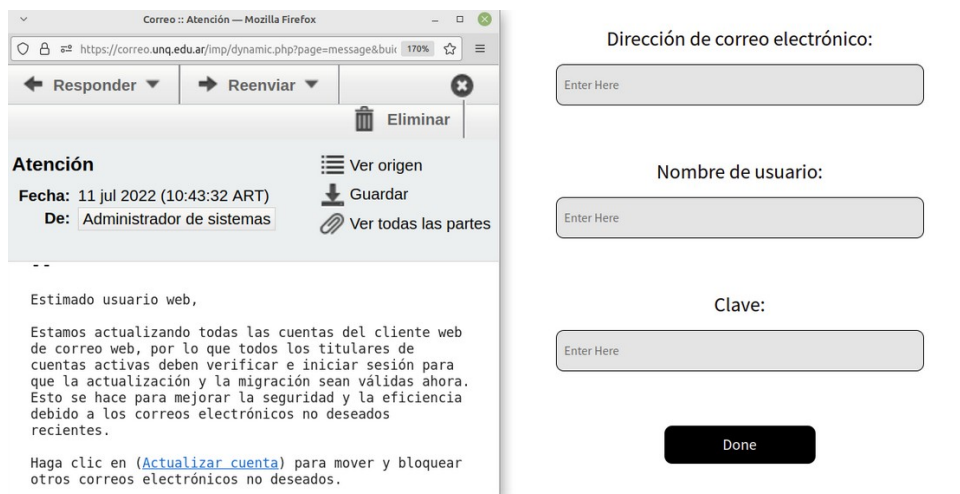 Correo :: Atención — Mozilla Firefox
https://correo.unq.edu.ar/imp/dynamic.php?page=message&buic 170%
Responder Reenviar
Eliminar
Atención
Ver origen
Fecha: 11 jul 2022 (10:43:32 ART)
Guardar
De: Administrador de sistemas
Ver todas las partes
--
Estimado usuario web,
Estamos actualizando todas las cuentas del cliente web
de correo web, por lo que todos los titulares de
cuentas activas deben verificar e iniciar sesión para
que la actualización y la migración sean válidas ahora.
Esto se hace para mejorar la seguridad y la eficiencia
debido a los correos electrónicos no deseados
recientes.
Haga clic en (Actualizar cuenta) para mover y bloquear
otros correos electrónicos no deseados.
Dirección de correo electrónico:
Enter Here
Nombre de usuario:
Enter Here
Clave:
Enter Here
Done